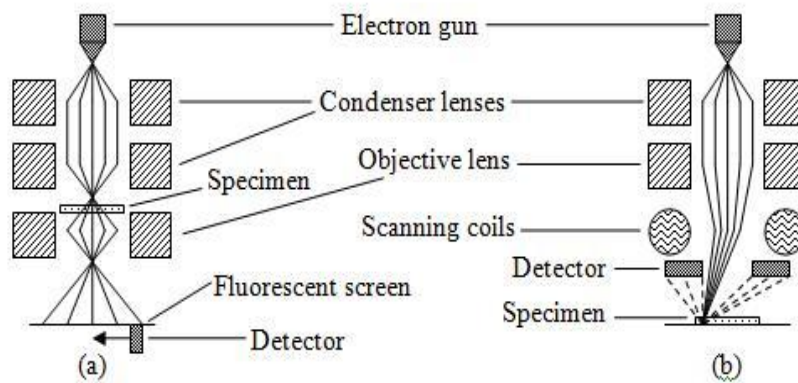 Electron gun
Condenser lenses
Objective lens
Specimen
Scanning coils
Detector
Fluorescent screen
Specimen
Detector
(a)
(b)